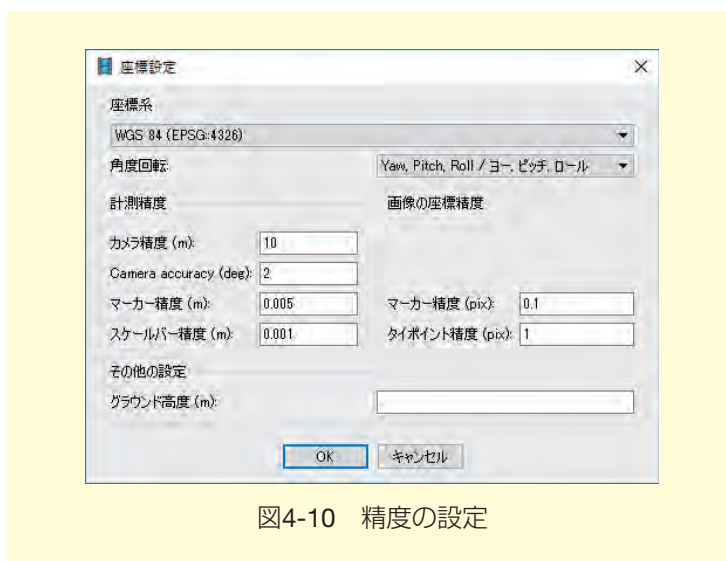 座標設定
座標系
WGS 84 (EPSG::4326)
角度回転: Yaw, Pitch, Roll / ヨー, ピッチ, ロール
計測精度 画像の座標精度
カメラ精度 (m): 10
Camera accuracy (deg): 2
マーカー精度 (m): 0.005 マーカー精度 (pix): 0.1
スケールバー精度 (m): 0.001 タイポイント精度 (pix): 1
その他の設定
グラウンド高度 (m):
OK キャンセル
図4-10 精度の設定